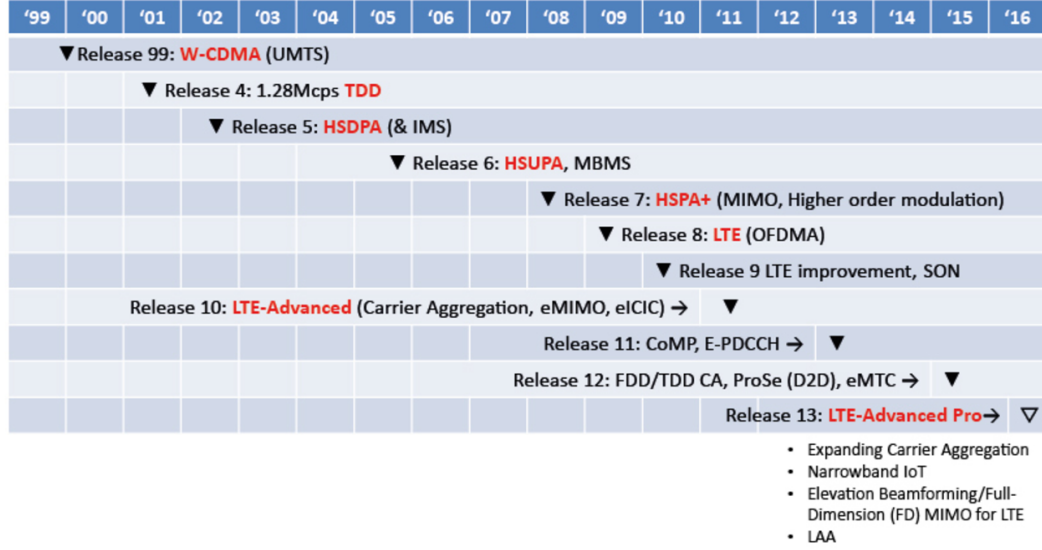 ‘99 ‘00 ‘01 ‘02 ‘03 ‘04 ‘05 ‘06 ‘07 ‘08 ‘09 ‘10 ‘11 ‘12 ‘13 ‘14 ‘15 ‘16
▼Release 99: W-CDMA (UMTS)
▼ Release 4: 1.28Mcps TDD
▼ Release 5: HSDPA (& IMS)
▼ Release 6: HSUPA, MBMS
▼ Release 7: HSPA+ (MIMO, Higher order modulation)
▼ Release 8: LTE (OFDMA)
▼ Release 9 LTE improvement, SON
Release 10: LTE-Advanced (Carrier Aggregation, eMIMO, eICIC) → ▼
Release 11: CoMP, E-PDCCH → ▼
Release 12: FDD/TDD CA, ProSe (D2D), eMTC → ▼
Release 13: LTE-Advanced Pro→ ▽
• Expanding Carrier Aggregation
• Narrowband IoT
• Elevation Beamforming/Full-
Dimension (FD) MIMO for LTE
• LAA